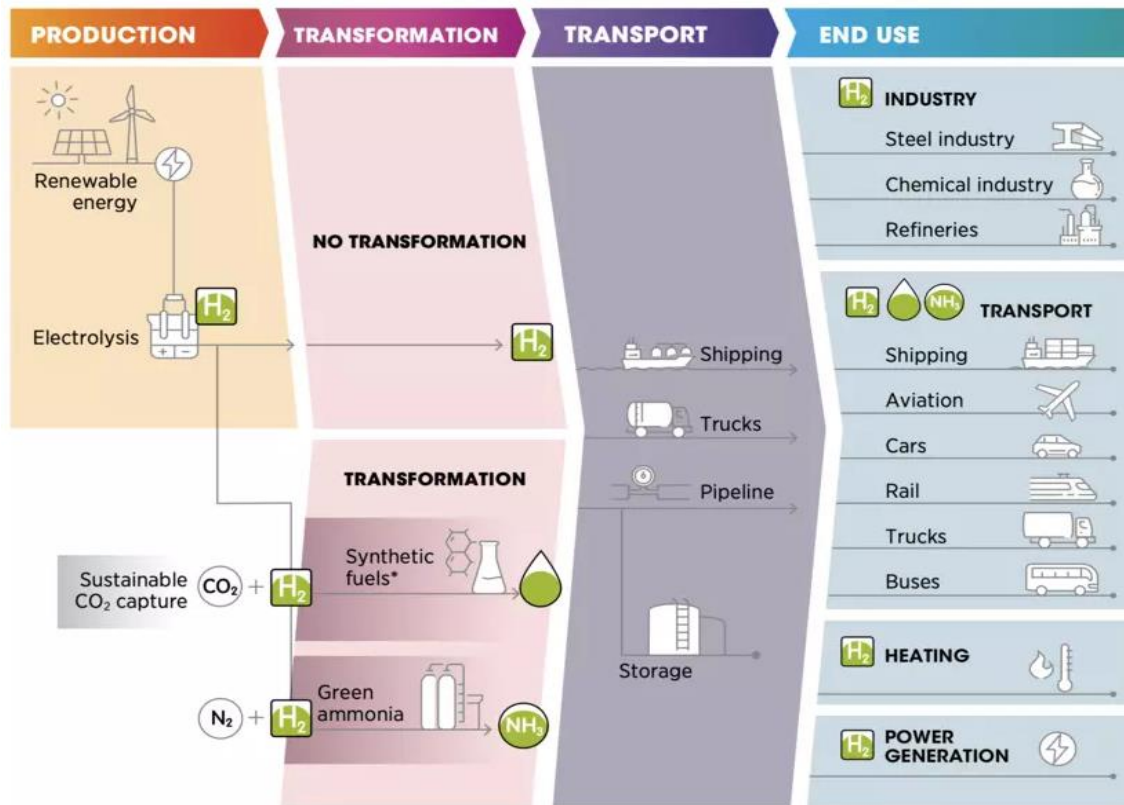 PRODUCTION
TRANSFORMATION
TRANSPORT
END USE
Renewable
energy
H₂
Electrolysis
+ −
NO TRANSFORMATION
H₂
TRANSFORMATION
Sustainable
CO₂ capture
CO₂ + H₂
Synthetic
fuels*
N₂ + H₂
Green
ammonia
NH₃
Shipping
Trucks
Pipeline
Storage
H₂ INDUSTRY
Steel industry
Chemical industry
Refineries
H₂ NH₃ TRANSPORT
Shipping
Aviation
Cars
Rail
Trucks
Buses
H₂ HEATING
H₂ POWER
GENERATION